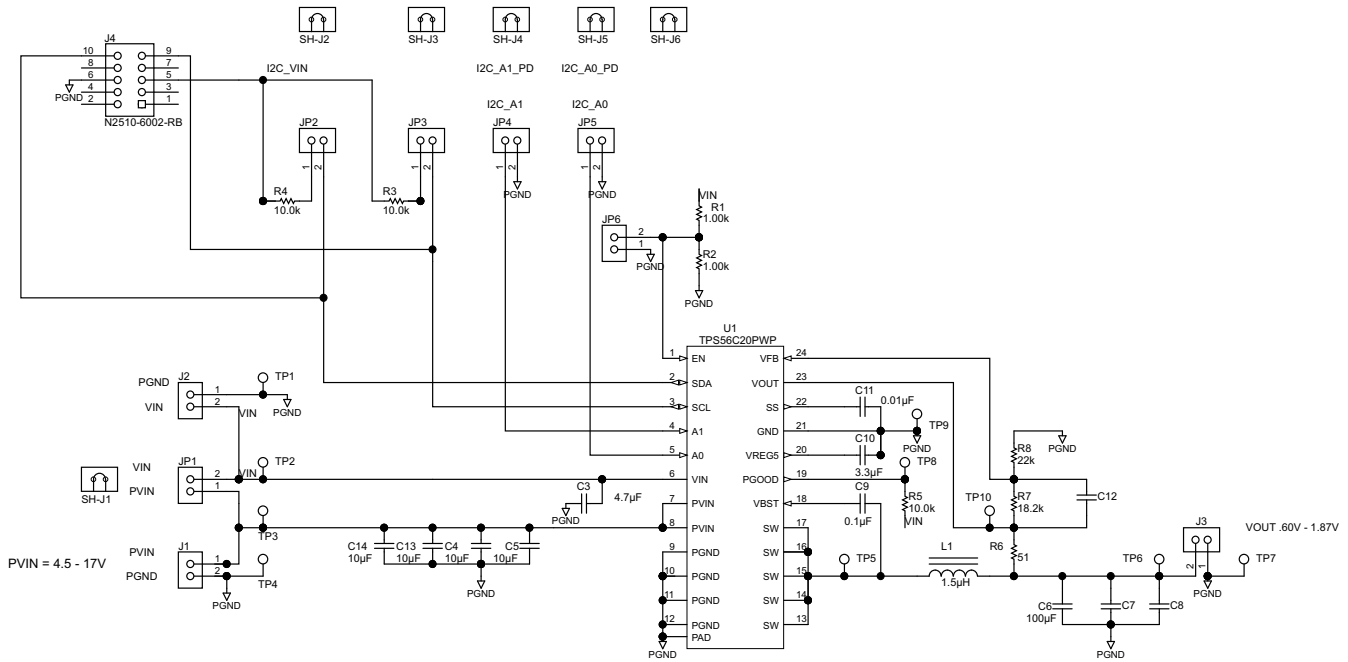 SH-J2
SH-J3
SH-J4
SH-J5
SH-J6
J4
10 9
8 7
6 5
4 3
2 1
PGND
N2510-6002-RB
I2C_VIN
I2C_A1_PD
I2C_A0_PD
I2C_A1
I2C_A0
JP2
1 2
JP3
1 2
JP4
1 2
PGND
JP5
1 2
PGND
R4
10.0k
R3
10.0k
VIN
R1
1.00k
JP6
2
1
PGND
R2
1.00k
PGND
U1
TPS56C20PWP
1 EN
2 SDA
3 SCL
4 A1
5 A0
6 VIN
7 PVIN
8 PVIN
9 PGND
10 PGND
11 PGND
12 PGND
PAD
PGND
VFB 24
VOUT 23
SS 22
GND 21
VREG5 20
PGOOD 19
VBST 18
SW 17
SW 16
SW 15
SW 14
SW 13
J2
PGND 1
VIN 2
VIN
TP1
PGND
JP1
VIN 2
PVIN 1
VIN
TP2
SH-J1
TP3
J1
PVIN 1
PGND 2
TP4
PGND
PVIN = 4.5 - 17V
C3
4.7µF
PGND
C14
10µF
C13
10µF
C4
10µF
C5
10µF
PGND
C11
0.01µF
C10
3.3µF
TP9
PGND
TP8
C9
0.1µF
R5
10.0k
VIN
R8
22k
PGND
R7
18.2k
C12
TP10
R6
51
TP5
L1
1.5µH
C6
100µF
C7
C8
PGND
TP6
J3
2 1
PGND
TP7
VOUT .60V - 1.87V